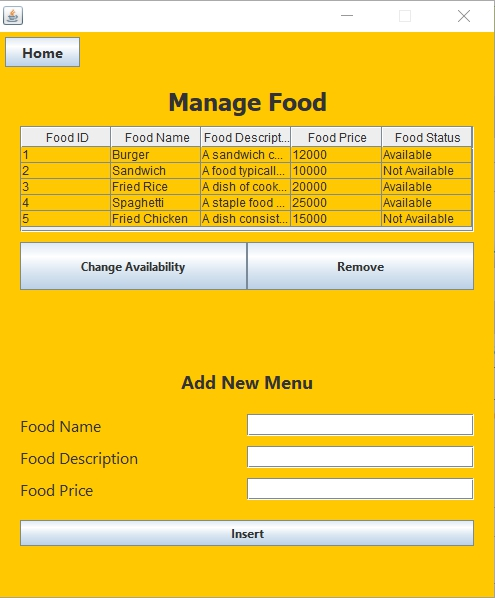 Home
Manage Food
Food ID Food Name Food Descript... Food Price Food Status
1 Burger A sandwich c... 12000 Available
2 Sandwich A food typicall... 10000 Not Available
3 Fried Rice A dish of cook... 20000 Available
4 Spaghetti A staple food ... 25000 Available
5 Fried Chicken A dish consist... 15000 Not Available
Change Availability Remove
Add New Menu
Food Name
Food Description
Food Price
Insert